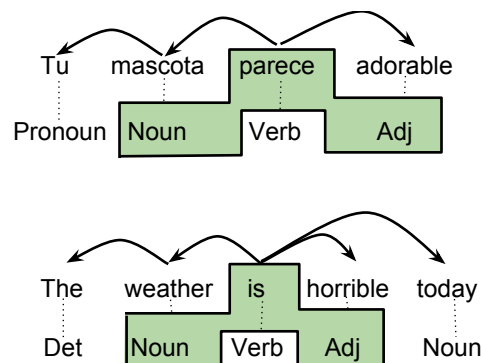 Tu mascota parece adorable
Pronoun Noun Verb Adj
The weather is horrible today
Det Noun Verb Adj Noun